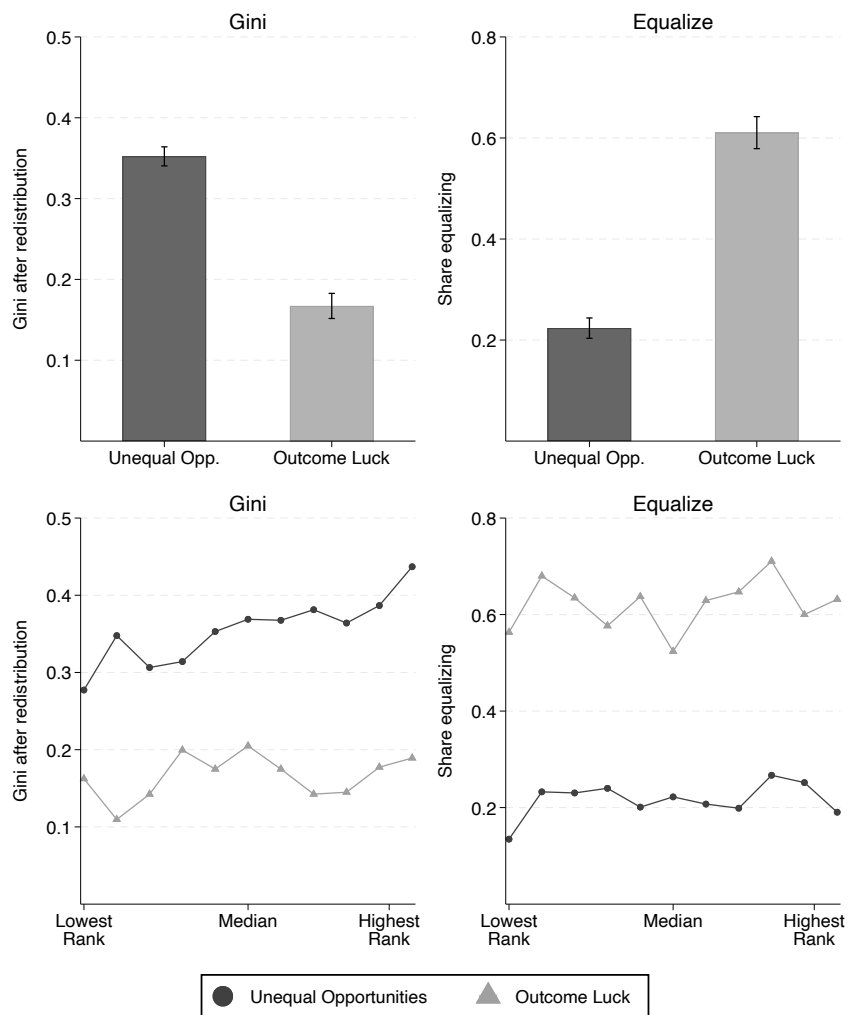 Gini
Gini after redistribution
0.5
0.4
0.3
0.2
0.1
Unequal Opp.
Outcome Luck
Equalize
Share equalizing
0.8
0.6
0.4
0.2
Unequal Opp.
Outcome Luck
Gini
Gini after redistribution
0.5
0.4
0.3
0.2
0.1
Lowest
Rank
Median
Highest
Rank
Equalize
Share equalizing
0.8
0.6
0.4
0.2
Lowest
Rank
Median
Highest
Rank
Unequal Opportunities
Outcome Luck